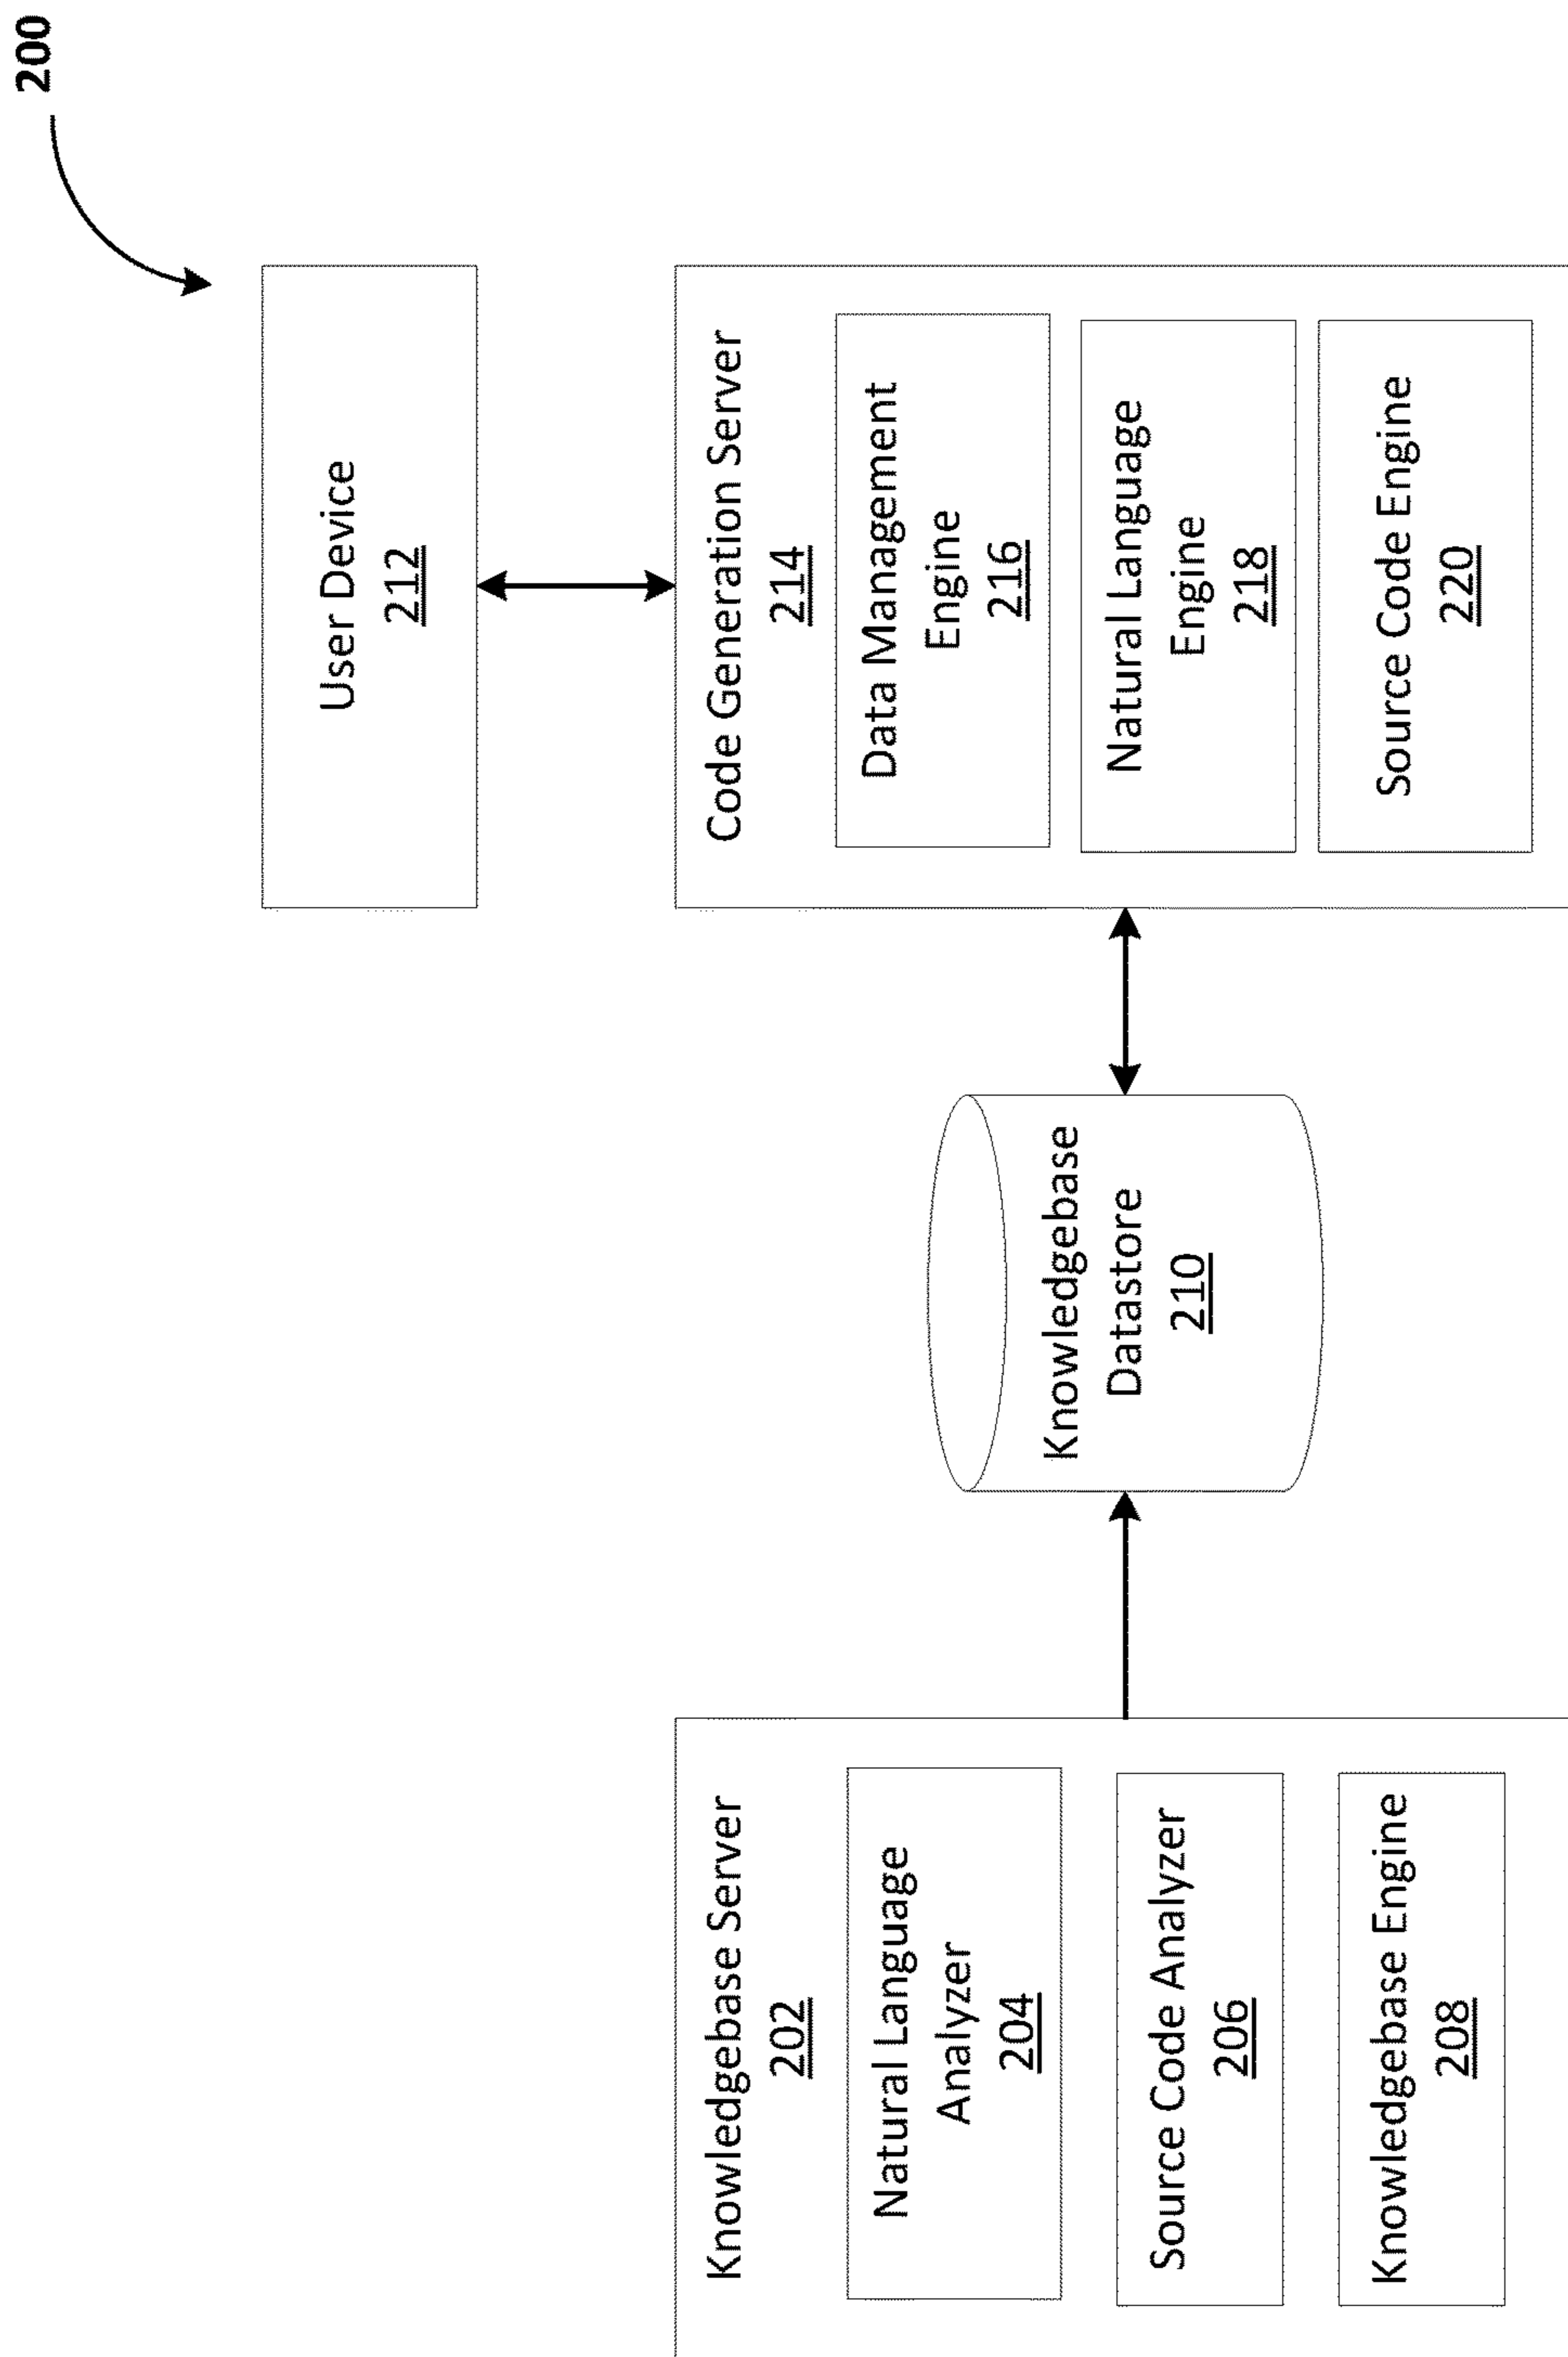 200
User Device
212
Knowledgebase Server
202
Natural Language
Analyzer
204
Source Code Analyzer
206
Knowledgebase Engine
208
Knowledgebase
Datastore
210
Code Generation Server
214
Data Management
Engine
216
Natural Language
Engine
218
Source Code Engine
220